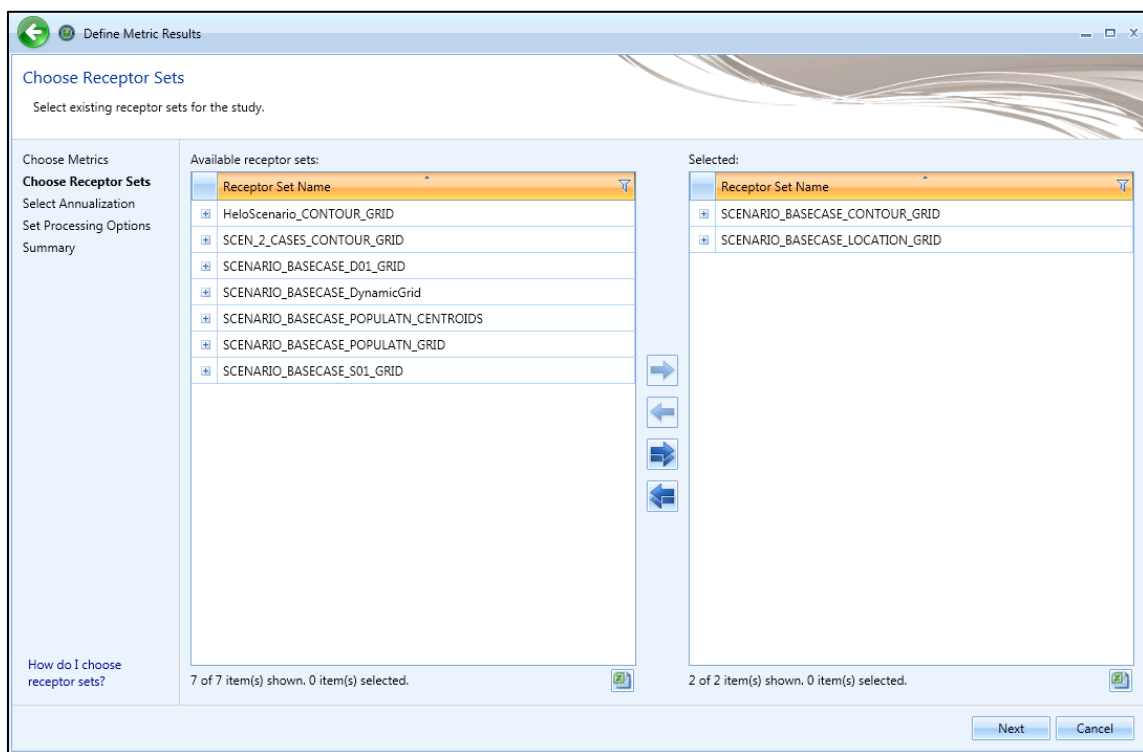 Define Metric Results
Choose Receptor Sets
Select existing receptor sets for the study.
Choose Metrics
Choose Receptor Sets
Select Annualization
Set Processing Options
Summary
How do I choose
receptor sets?
Available receptor sets:
Receptor Set Name
HeloScenario_CONTOUR_GRID
SCEN_2_CASES_CONTOUR_GRID
SCENARIO_BASECASE_D01_GRID
SCENARIO_BASECASE_DynamicGrid
SCENARIO_BASECASE_POPULATN_CENTROIDS
SCENARIO_BASECASE_POPULATN_GRID
SCENARIO_BASECASE_S01_GRID
7 of 7 item(s) shown. 0 item(s) selected.
Selected:
Receptor Set Name
SCENARIO_BASECASE_CONTOUR_GRID
SCENARIO_BASECASE_LOCATION_GRID
2 of 2 item(s) shown. 0 item(s) selected.
Next
Cancel